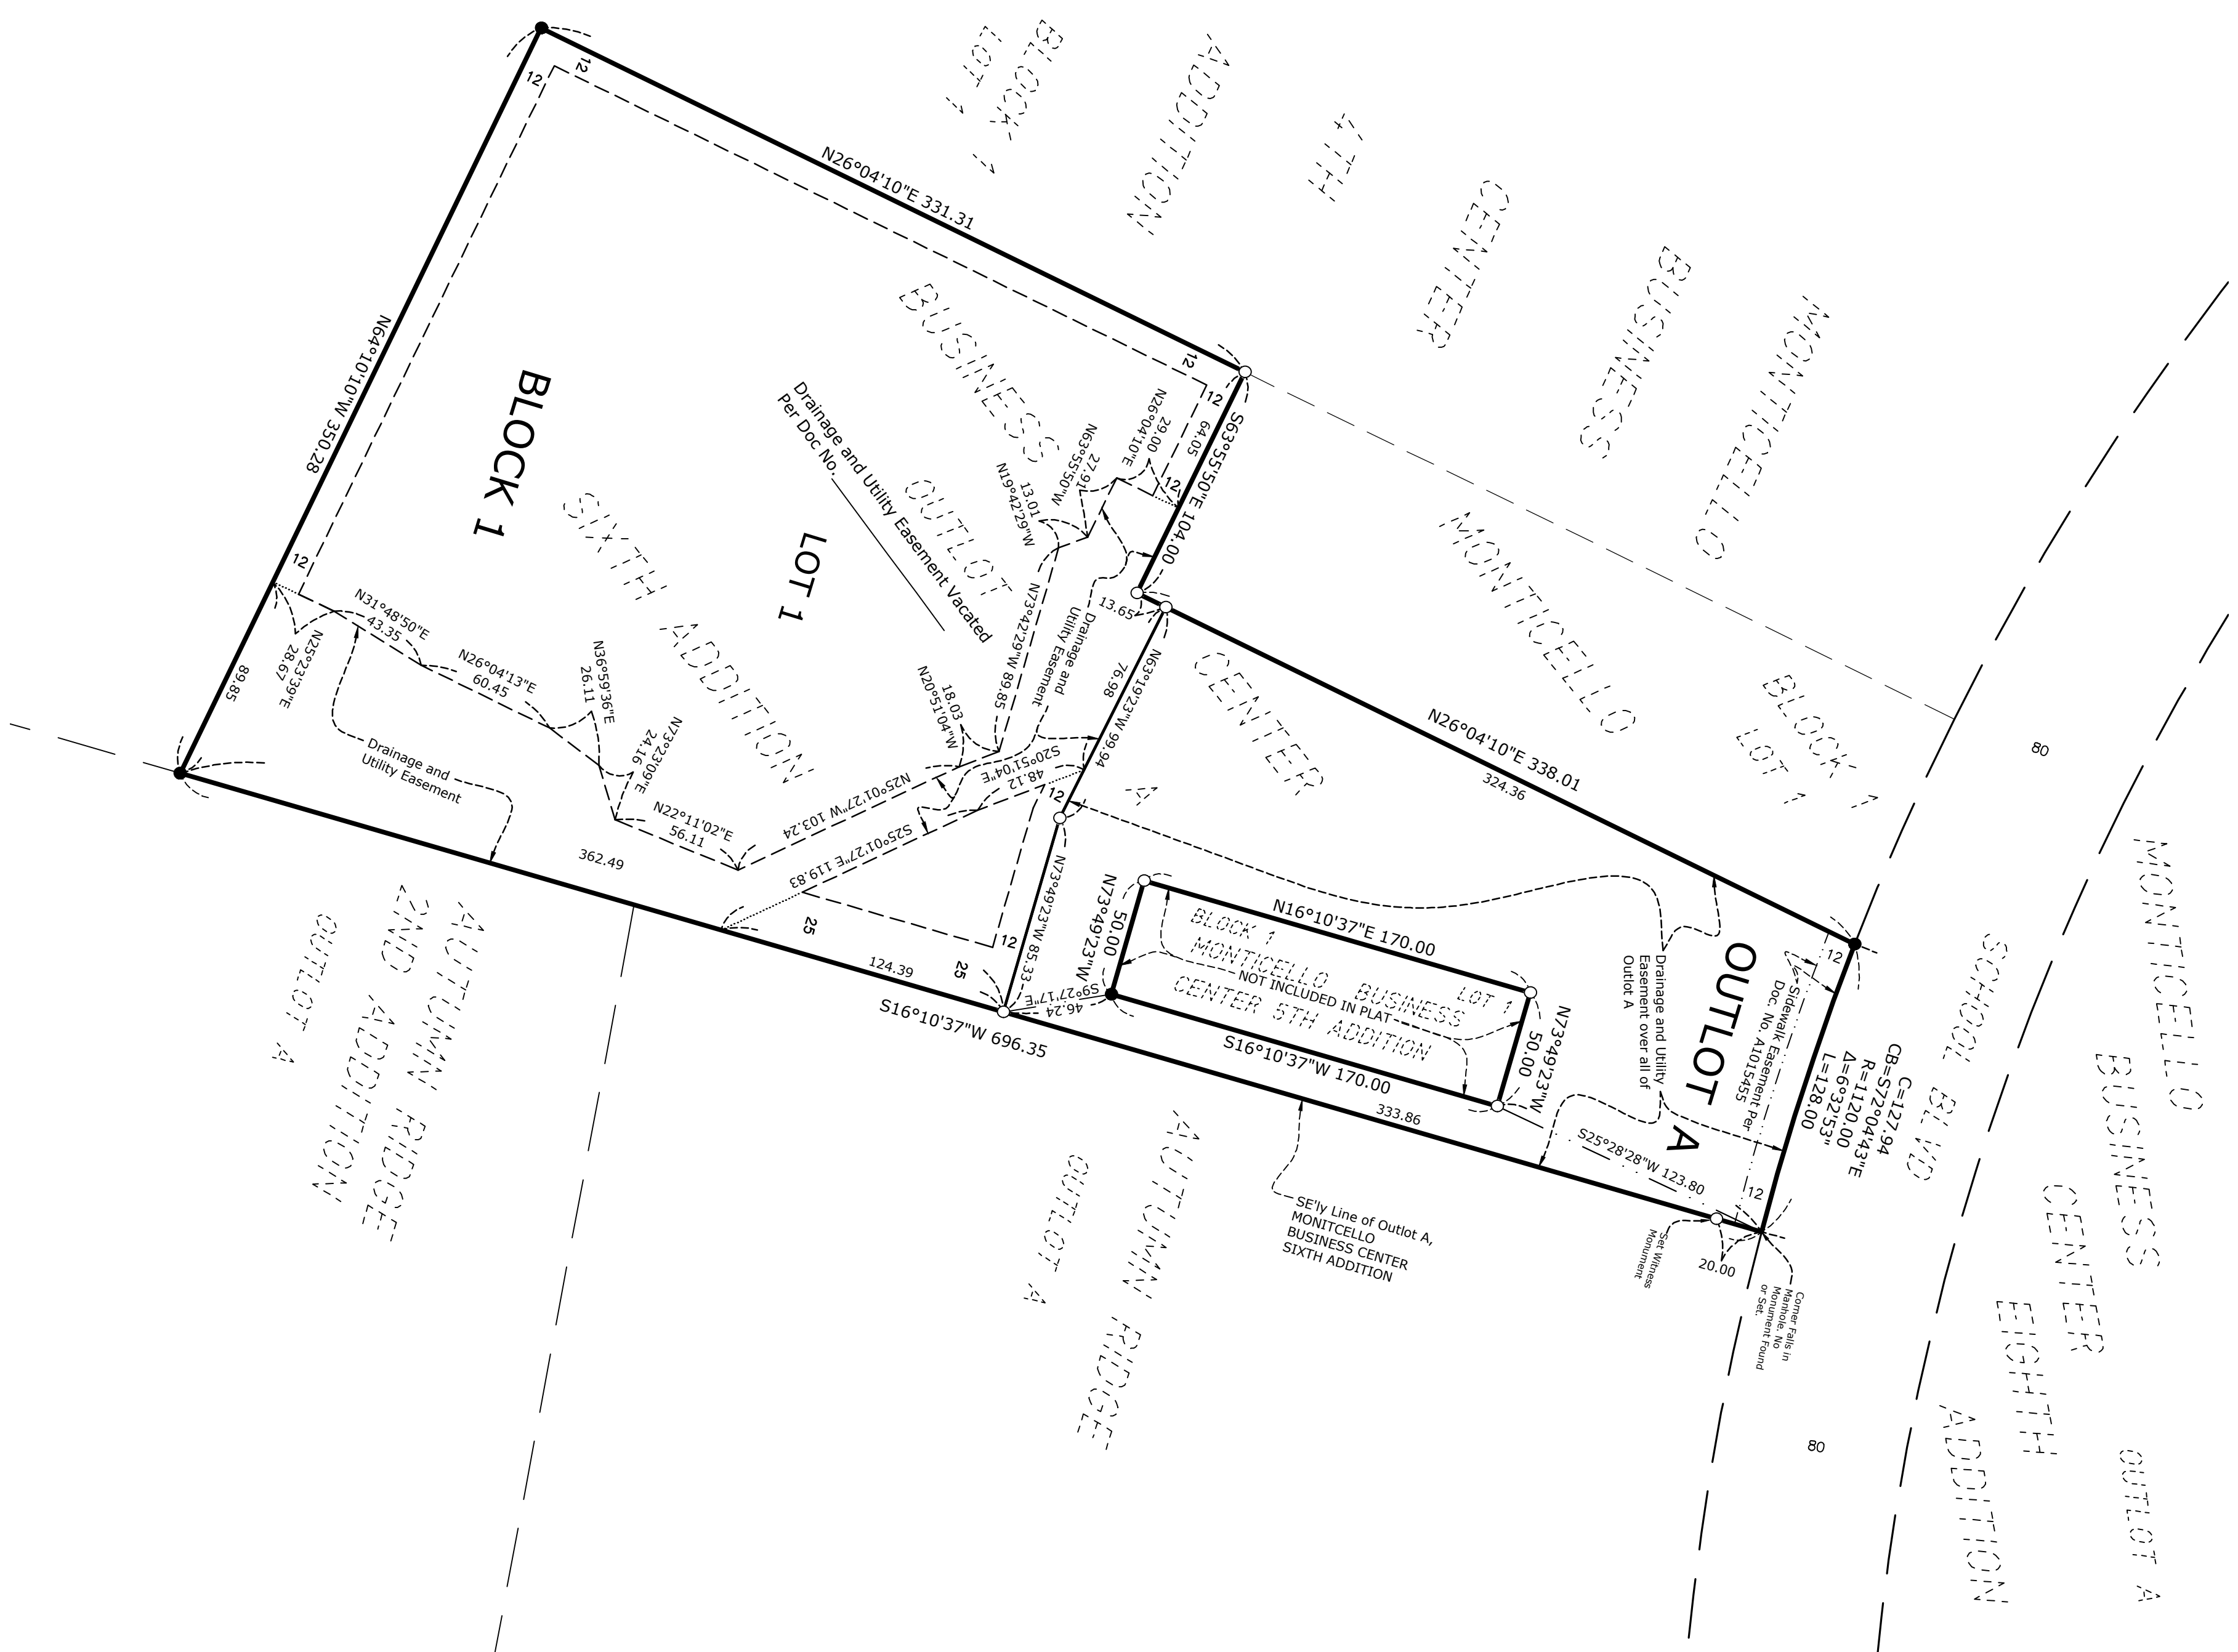 LOT 1
BLOCK 1
ADDITION
4TH
CENTER
BUSINESS
MONTICELLO
12
12
N26°04'10"E 331.31
N64°10'10"W 350.28
BLOCK 1
LOT 1
BUSINESS
OUTLOT
SIXTH
ADDITION
Drainage and Utility Easement Vacated
Per Doc No.
12
12
12
N26°04'10"E
29.00
64.05
S63°55'50"E 104.00
N63°55'50"W
27.91
N19°42'29"W
13.01
N73°42'29"W 89.85
Drainage and
Utility Easement
13.65
N63°19'23"W 99.94
76.98
N20°51'04"W
18.03
S20°51'04"E
48.12
12
N25°01'27"W 103.24
S25°01'27"E 119.83
12
N25°23'39"E
28.67
89.85
N31°48'50"E
43.35
N26°04'13"E
60.45
N36°59'36"E
26.11
N73°23'09"E
24.16
N22°11'02"E
56.11
Drainage and
Utility Easement
362.49
25
25
12
124.39
N73°49'23"W 85.33
S16°10'37"W 696.35
S9°27'17"E
46.24
MONTICELLO
CENTER
A
BLOCK 1
LOT 1
N26°04'10"E 338.01
324.36
N73°49'23"W
50.00
N16°10'37"E 170.00
BLOCK 1
MONTICELLO BUSINESS
LOT 1
NOT INCLUDED IN PLAT
CENTER 5TH ADDITION
S16°10'37"W 170.00
N73°49'23"W
50.00
333.86
Drainage and Utility
Easement over all of
Outlot A
OUTLOT A
12
Sidewalk Easement Per
Doc. No. A1015455
12
C=127.94
CB=S72°04'43"E
R=1120.00
Δ=6°32'53"
L=128.00
S25°28'28"W 123.80
20.00
Set Witness
Monument
Corner Falls in
Manhole. No
Monument Found
or Set.
SE'ly Line of Outlot A,
MONITCELLO
BUSINESS CENTER
SIXTH ADDITION
AUTUMN RIDGE
2ND ADDITION
OUTLOT A
AUTUMN RIDGE
OUTLOT A
80
80
SCHOOL BLVD
MONTICELLO
BUSINESS
CENTER
EIGHTH
ADDITION
OUTLOT A